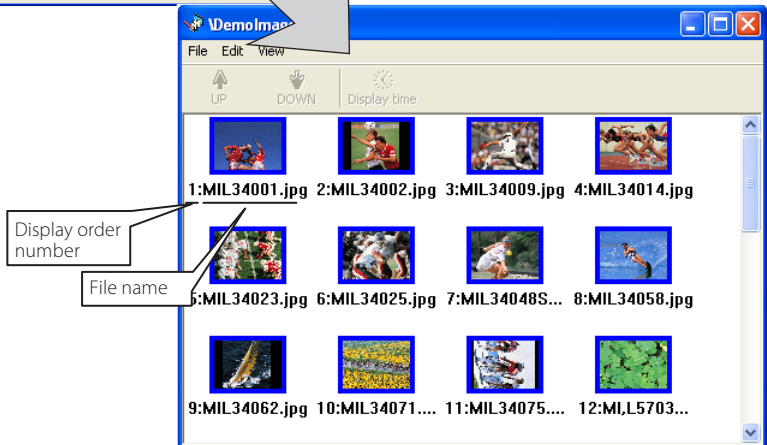 \DemoImag
File Edit View
UP DOWN Display time
1:MIL34001.jpg 2:MIL34002.jpg 3:MIL34009.jpg 4:MIL34014.jpg
Display order
number
File name
5:MIL34023.jpg 6:MIL34025.jpg 7:MIL34048S... 8:MIL34058.jpg
9:MIL34062.jpg 10:MIL34071.... 11:MIL34075.... 12:MI,L5703...